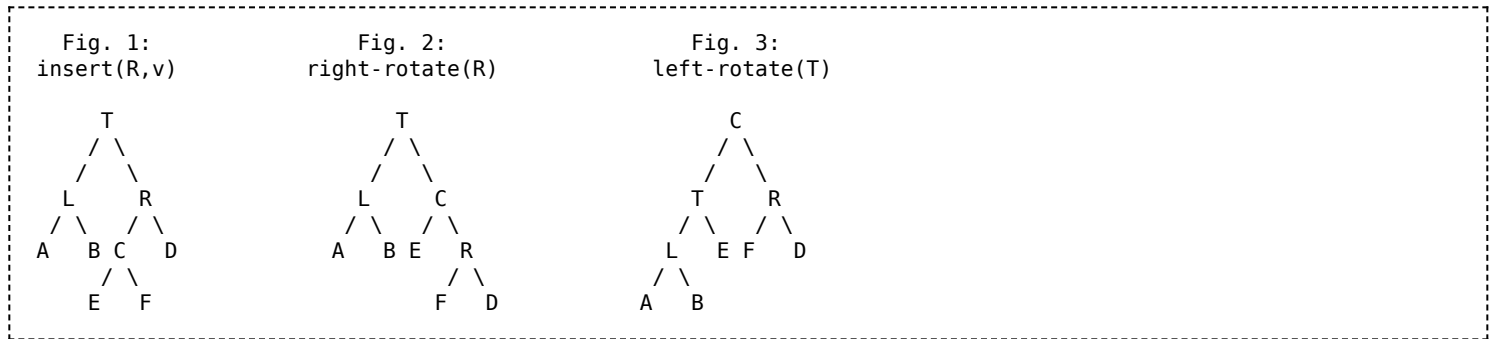 Fig. 1: Fig. 2: Fig. 3:
insert(R,v) right-rotate(R) left-rotate(T)
T T C
/ \ / \ / \
/ \ / \ / \
L R L C T R
/ \ / \ / \ / \ / \ / \
A B C D A B E R L E F D
/ \ / \ / \
E F F D A B